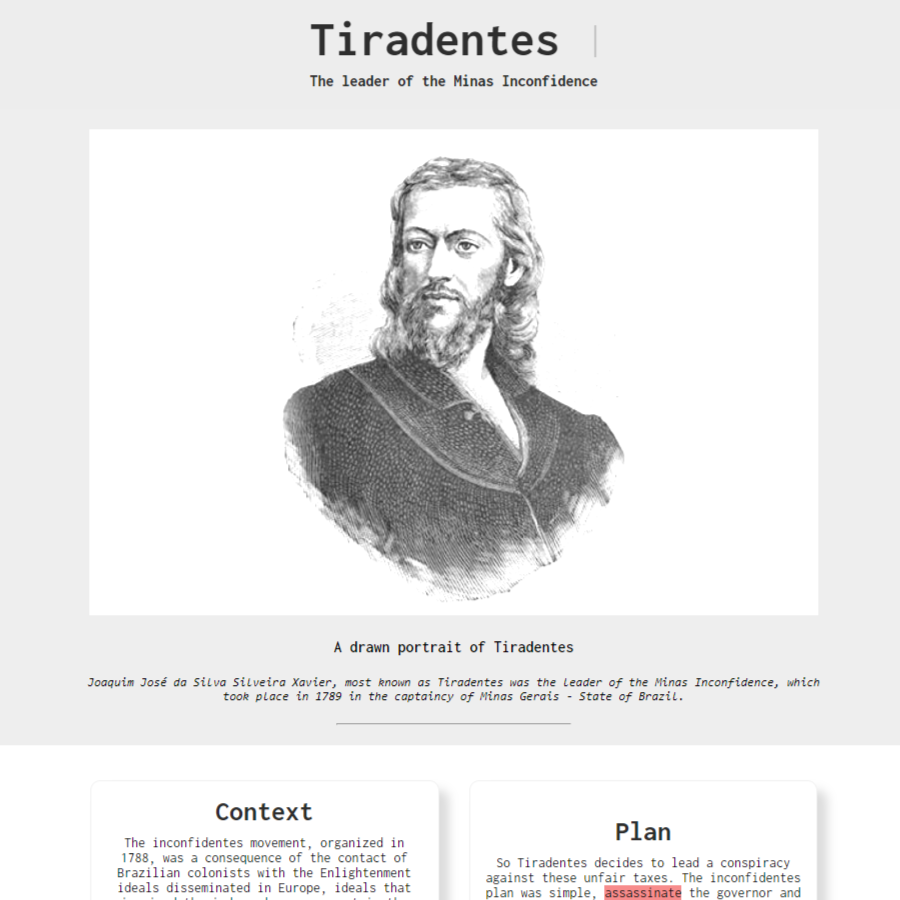 Tiradentes
The leader of the Minas Inconfidence
A drawn portrait of Tiradentes
Joaquim José da Silva Silveira Xavier, most known as Tiradentes was the leader of the Minas Inconfidence, which
took place in 1789 in the captaincy of Minas Gerais - State of Brazil.
Context
The inconfidentes movement, organized in
1788, was a consequence of the contact of
Brazilian colonists with the Enlightenment
ideals disseminated in Europe, ideals that
Plan
So Tiradentes decides to lead a conspiracy
against these unfair taxes. The inconfidentes
plan was simple, assassinate the governor and